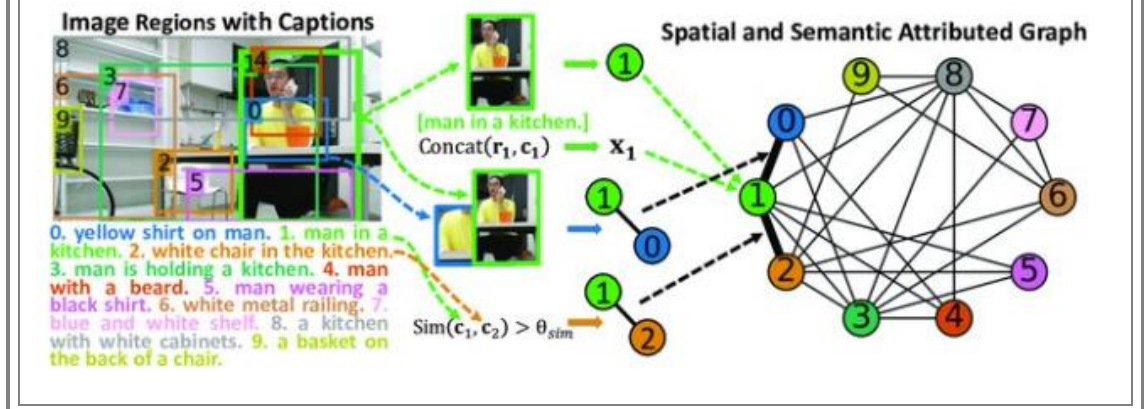 Image Regions with Captions
8
6
9
3
7
2
5
14
0
0. yellow shirt on man. 1. man in a
kitchen. 2. white chair in the kitchen.
3. man is holding a kitchen. 4. man
with a beard. 5. man wearing a
black shirt. 6. white metal railing. 7.
blue and white shelf. 8. a kitchen
with white cabinets. 9. a basket on
the back of a chair.
[man in a kitchen.]
Concat(r₁, c₁)
x₁
1
1
0
Sim(c₁, c₂) > θsim
1
2
Spatial and Semantic Attributed Graph
9
8
0
7
1
6
2
5
3
4